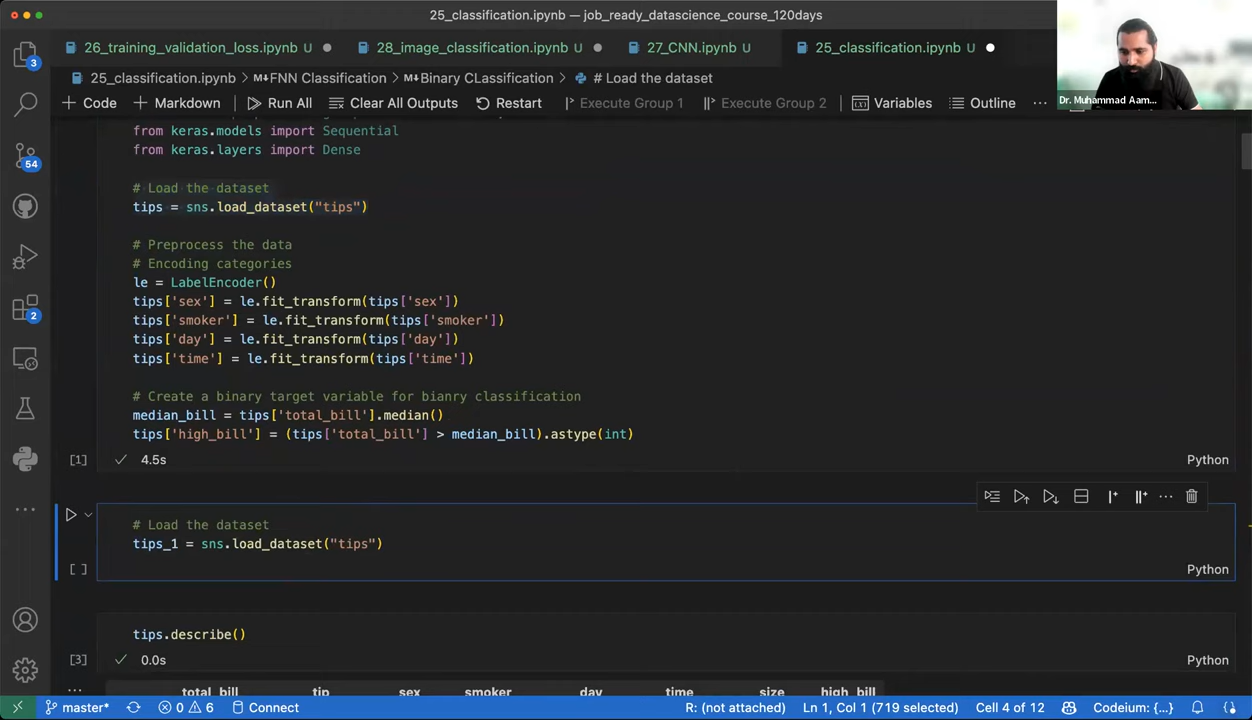 25_classification.ipynb — job_ready_datascience_course_120days
26_training_validation_loss.ipynb U
28_image_classification.ipynb U
27_CNN.ipynb U
25_classification.ipynb U
25_classification.ipynb > M↓FNN Classification > M↓Binary CLassification > # Load the dataset
+ Code + Markdown Run All Clear All Outputs Restart Execute Group 1 Execute Group 2 Variables Outline ...
Dr. Muhammad Aam...
from keras.models import Sequential
from keras.layers import Dense
# Load the dataset
tips = sns.load_dataset("tips")
# Preprocess the data
# Encoding categories
le = LabelEncoder()
tips['sex'] = le.fit_transform(tips['sex'])
tips['smoker'] = le.fit_transform(tips['smoker'])
tips['day'] = le.fit_transform(tips['day'])
tips['time'] = le.fit_transform(tips['time'])
# Create a binary target variable for bianry classification
median_bill = tips['total_bill'].median()
tips['high_bill'] = (tips['total_bill'] > median_bill).astype(int)
[1] 4.5s Python
# Load the dataset
tips_1 = sns.load_dataset("tips")
[ ] Python
tips.describe()
[3] 0.0s Python
... total_bill tip sex smoker day time size high_bill
3
54
2
master* 0 6 Connect R: (not attached) Ln 1, Col 1 (719 selected) Cell 4 of 12 Codeium: {...}